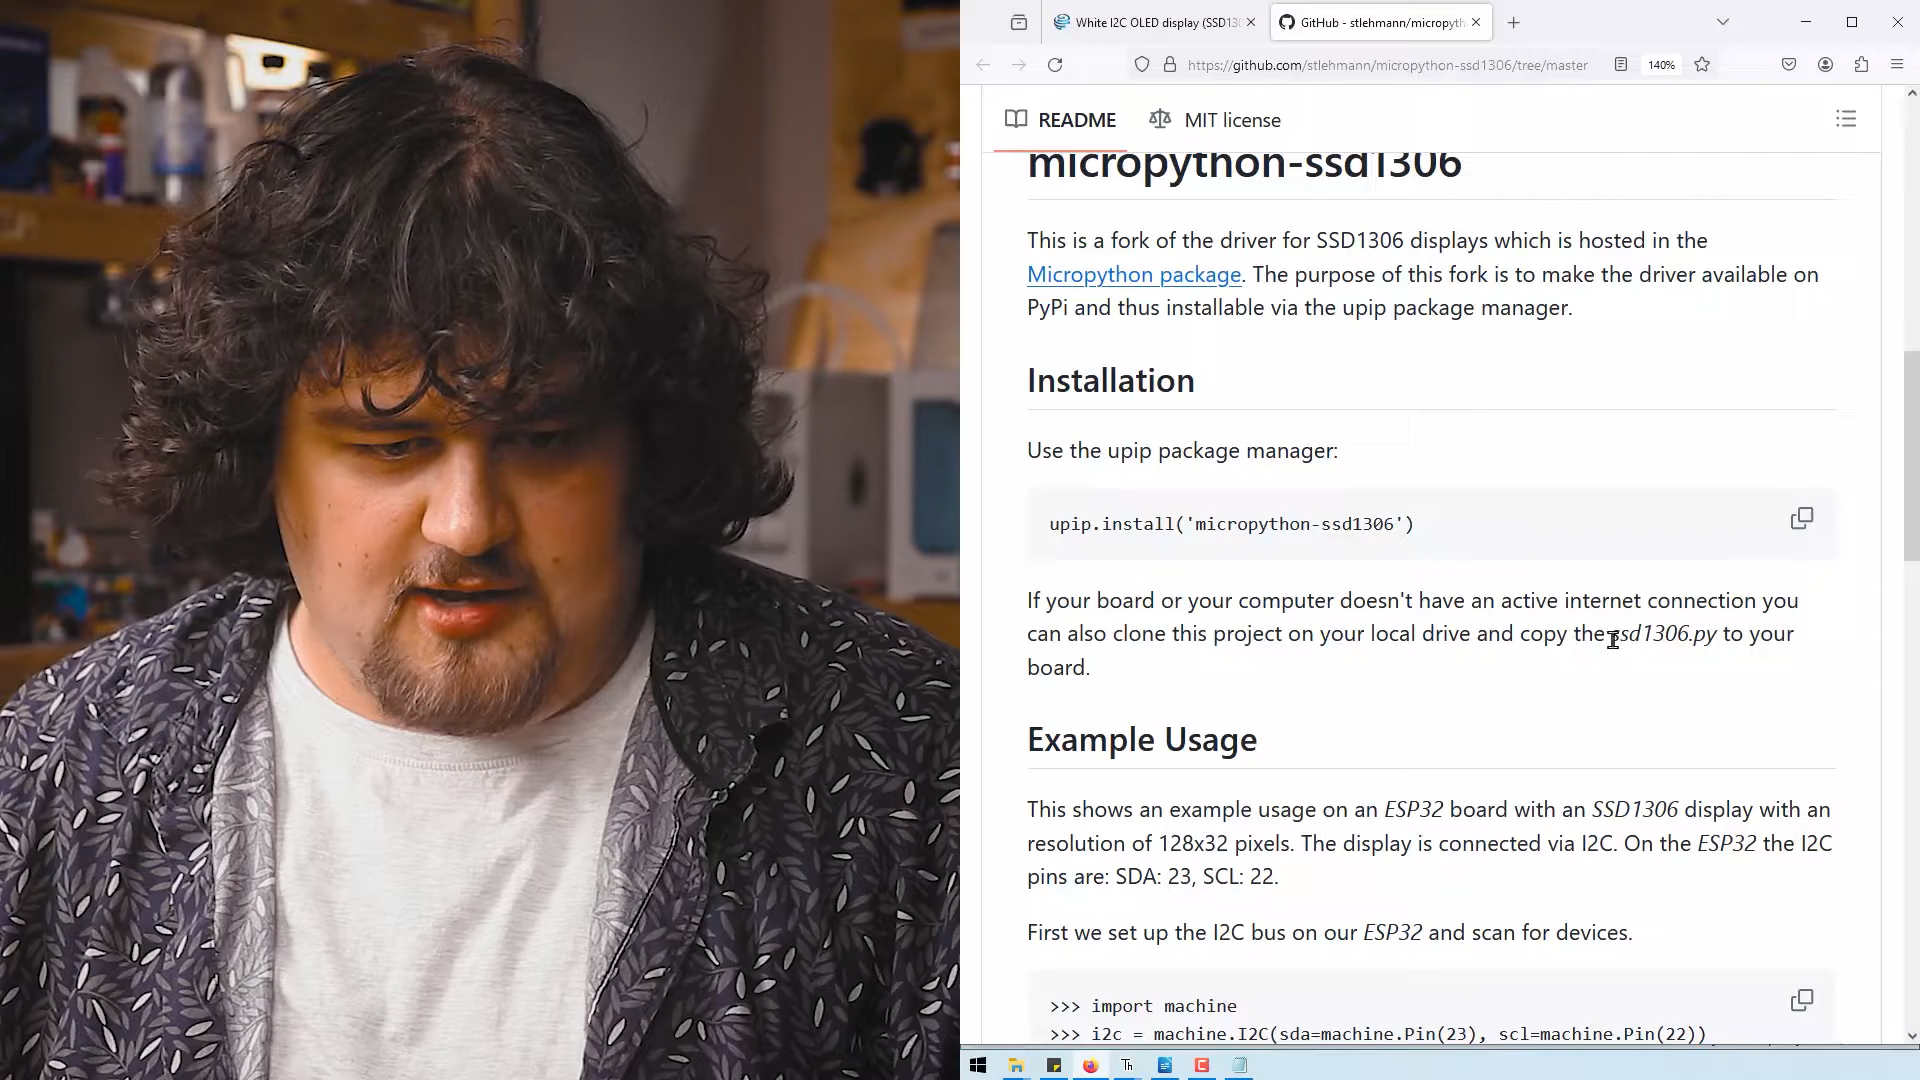 White I2C OLED display (SSD130
GitHub - stlehmann/micropyth
https://github.com/stlehmann/micropython-ssd1306/tree/master
140%
README
MIT license
micropython-ssd1306
This is a fork of the driver for SSD1306 displays which is hosted in the
Micropython package. The purpose of this fork is to make the driver available on
PyPi and thus installable via the upip package manager.
Installation
Use the upip package manager:
upip.install('micropython-ssd1306')
If your board or your computer doesn't have an active internet connection you
can also clone this project on your local drive and copy the ssd1306.py to your
board.
Example Usage
This shows an example usage on an ESP32 board with an SSD1306 display with an
resolution of 128x32 pixels. The display is connected via I2C. On the ESP32 the I2C
pins are: SDA: 23, SCL: 22.
First we set up the I2C bus on our ESP32 and scan for devices.
>>> import machine
>>> i2c = machine.I2C(sda=machine.Pin(23), scl=machine.Pin(22))
Th